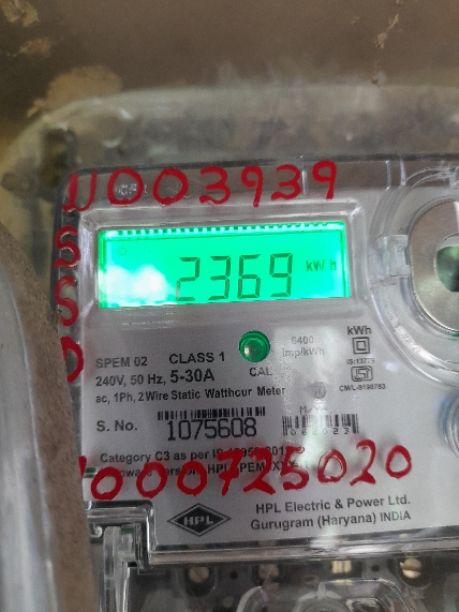 N003939
2369 kWh
6400
Imp/kWh
kWh
SPEM 02 CLASS 1
CAL
240V, 50 Hz, 5-30A
ac, 1Ph, 2 Wire Static Watthour Meter
S. No. 1075608
Category C3 as per
000725020
HPL
HPL Electric & Power Ltd.
Gurugram (Haryana) INDIA